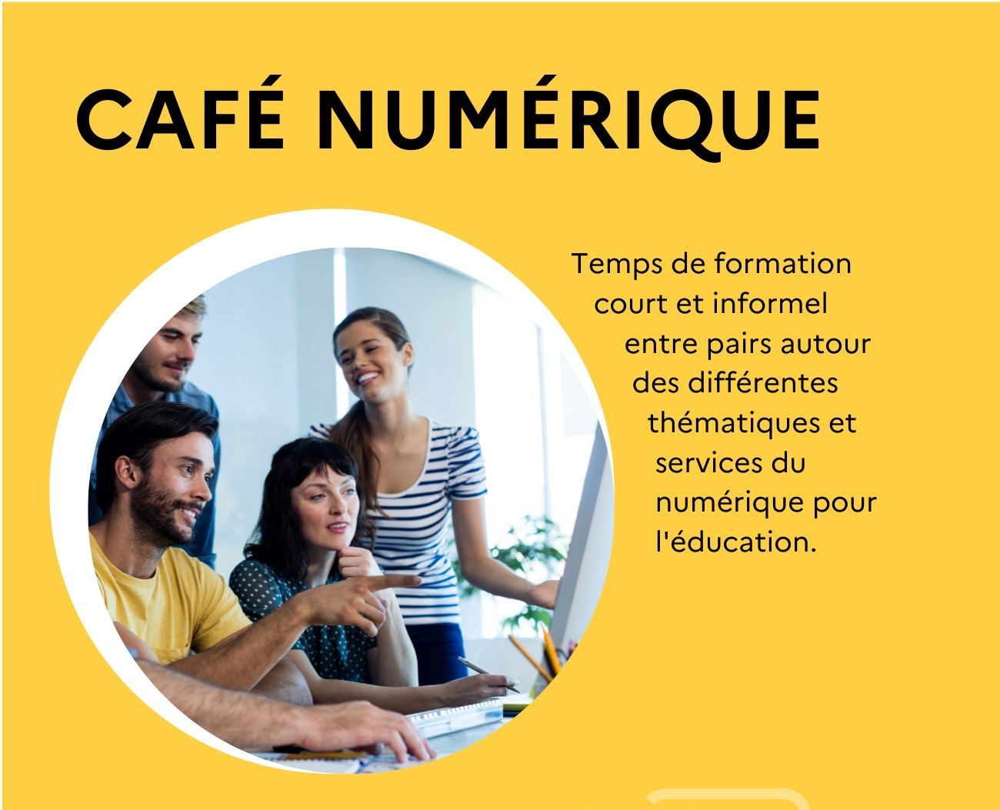 CAFÉ NUMÉRIQUE
Temps de formation
court et informel
entre pairs autour
des différentes
thématiques et
services du
numérique pour
l'éducation.